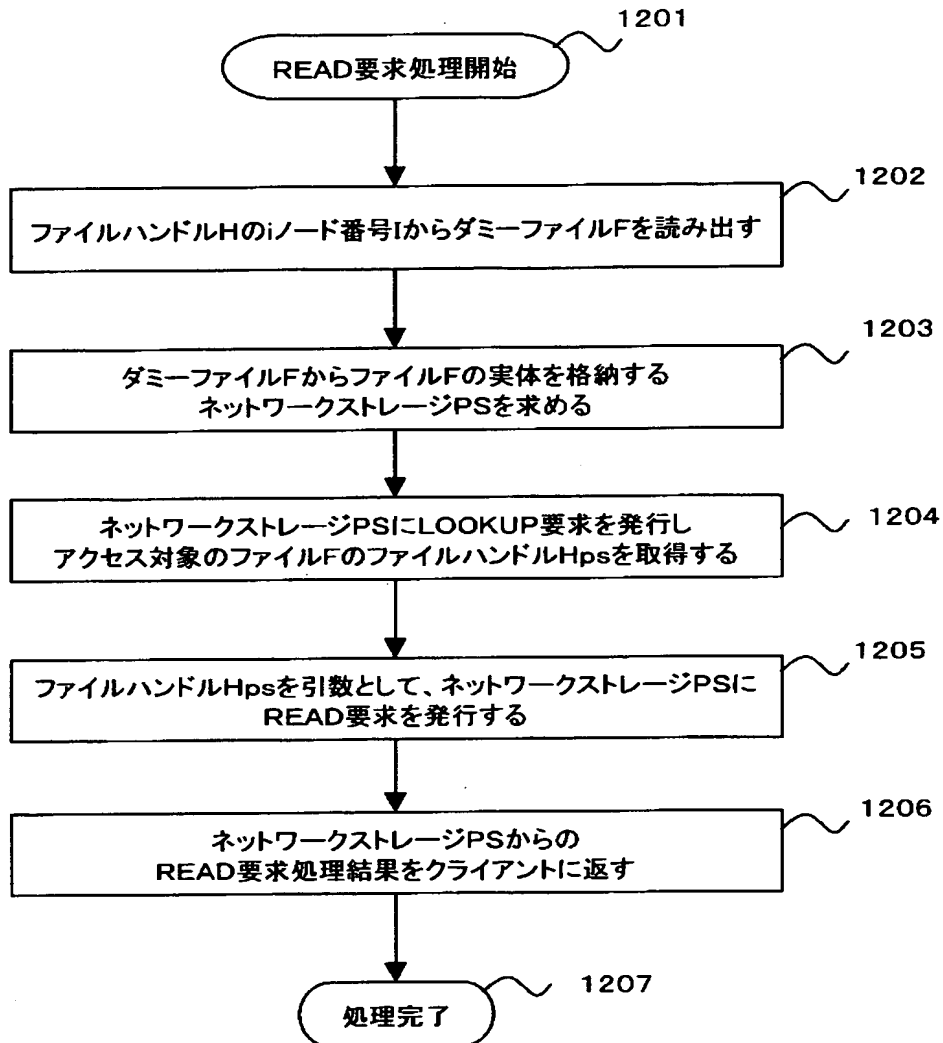 1201
READ要求処理開始
1202
ファイルハンドルHのiノード番号IからダミーファイルFを読み出す
1203
ダミーファイルFからファイルFの実体を格納する
ネットワークストレージPSを求める
1204
ネットワークストレージPSにLOOKUP要求を発行し
アクセス対象のファイルFのファイルハンドルHpsを取得する
1205
ファイルハンドルHpsを引数として、ネットワークストレージPSに
READ要求を発行する
1206
ネットワークストレージPSからの
READ要求処理結果をクライアントに返す
1207
処理完了